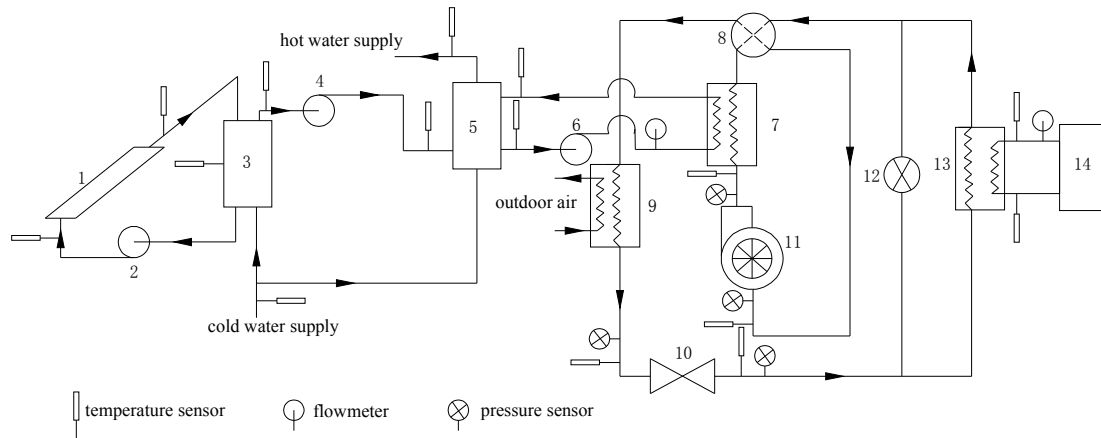 hot water supply
4
8
1
3
5
6
7
outdoor air
9
12
13
14
2
11
cold water supply
10
temperature sensor
flowmeter
pressure sensor